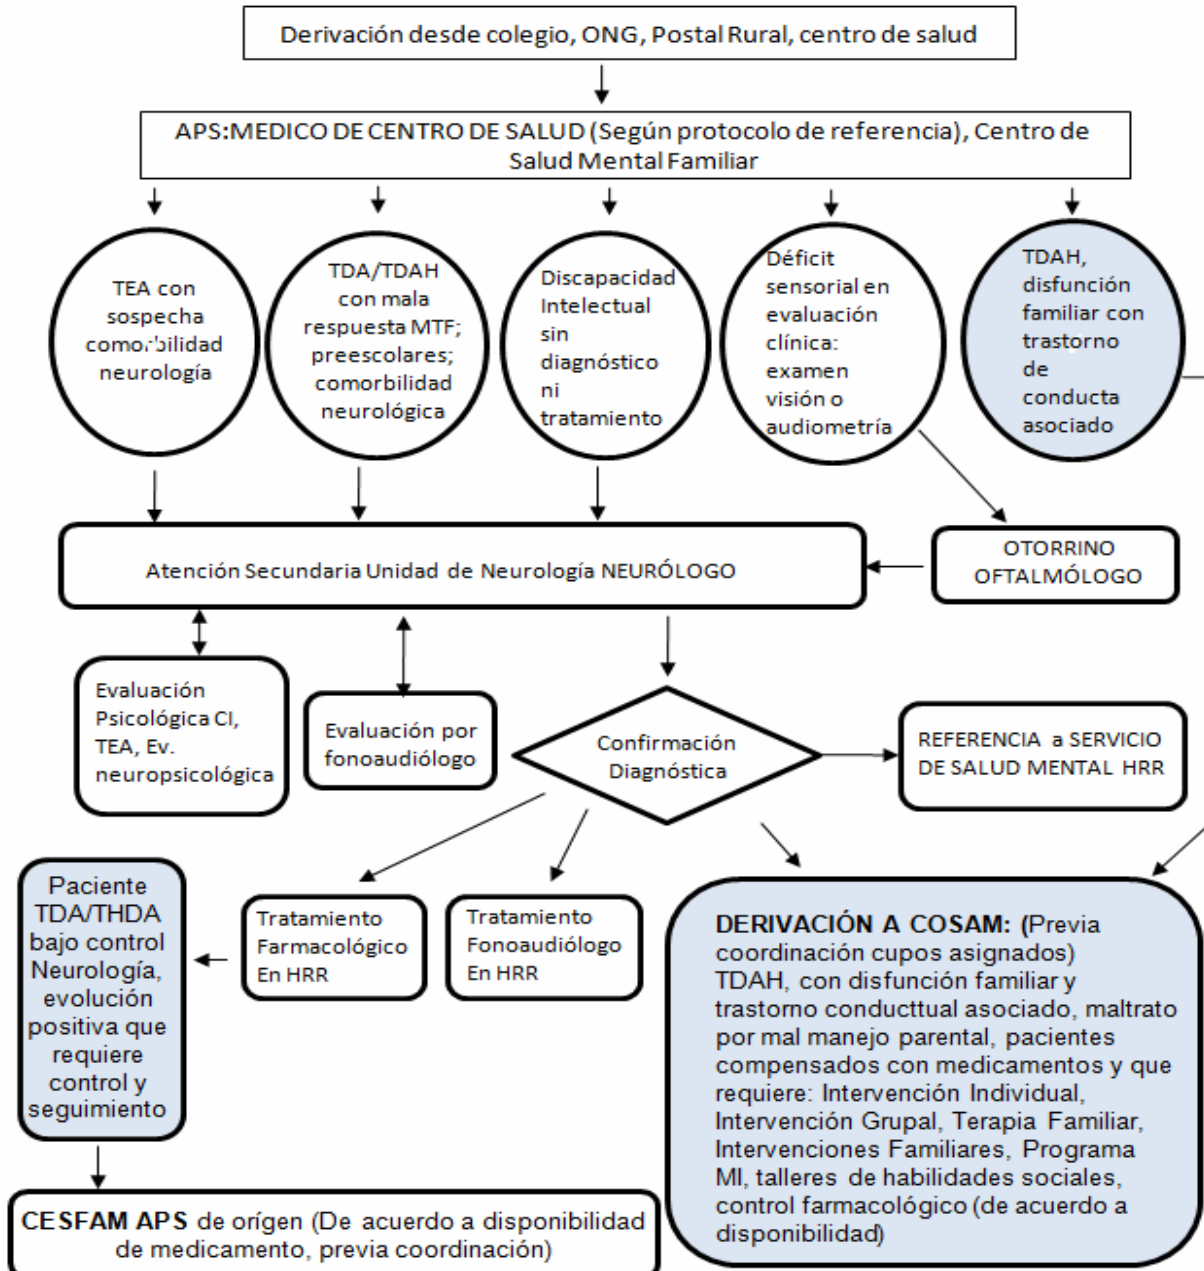 Derivación desde colegio, ONG, Postal Rural, centro de salud
APS:MEDICO DE CENTRO DE SALUD (Según protocolo de referencia), Centro de
Salud Mental Familiar
TEA con
sospecha
comorbilidad
neurología
TDA/TDAH
con mala
respuesta MTF;
preescolares;
comorbilidad
neurológica
Discapacidad
Intelectual
sin
diagnóstico
ni
tratamiento
Déficit
sensorial en
evaluación
clínica:
examen
visión o
audiometría
TDAH,
disfunción
familiar con
trastorno
de
conducta
asociado
Atención Secundaria Unidad de Neurología NEURÓLOGO
OTORRINO
OFTALMÓLOGO
Evaluación
Psicológica CI,
TEA, Ev.
neuropsicológica
Evaluación por
fonoaudiólogo
Confirmación
Diagnóstica
REFERENCIA a SERVICIO
DE SALUD MENTAL HRR
Paciente
TDA/THDA
bajo control
Neurología,
evolución
positiva que
requiere
control y
seguimiento
Tratamiento
Farmacológico
En HRR
Tratamiento
Fonoaudiólogo
En HRR
DERIVACIÓN A COSAM: (Previa
coordinación cupos asignados)
TDAH, con disfunción familiar y
trastorno conducttual asociado, maltrato
por mal manejo parental, pacientes
compensados con medicamentos y que
requiere: Intervención Individual,
Intervención Grupal, Terapia Familiar,
Intervenciones Familiares, Programa
MI, talleres de habilidades sociales,
control farmacológico (de acuerdo a
disponibilidad)
CESFAM APS de orígen (De acuerdo a disponibilidad
de medicamento, previa coordinación)